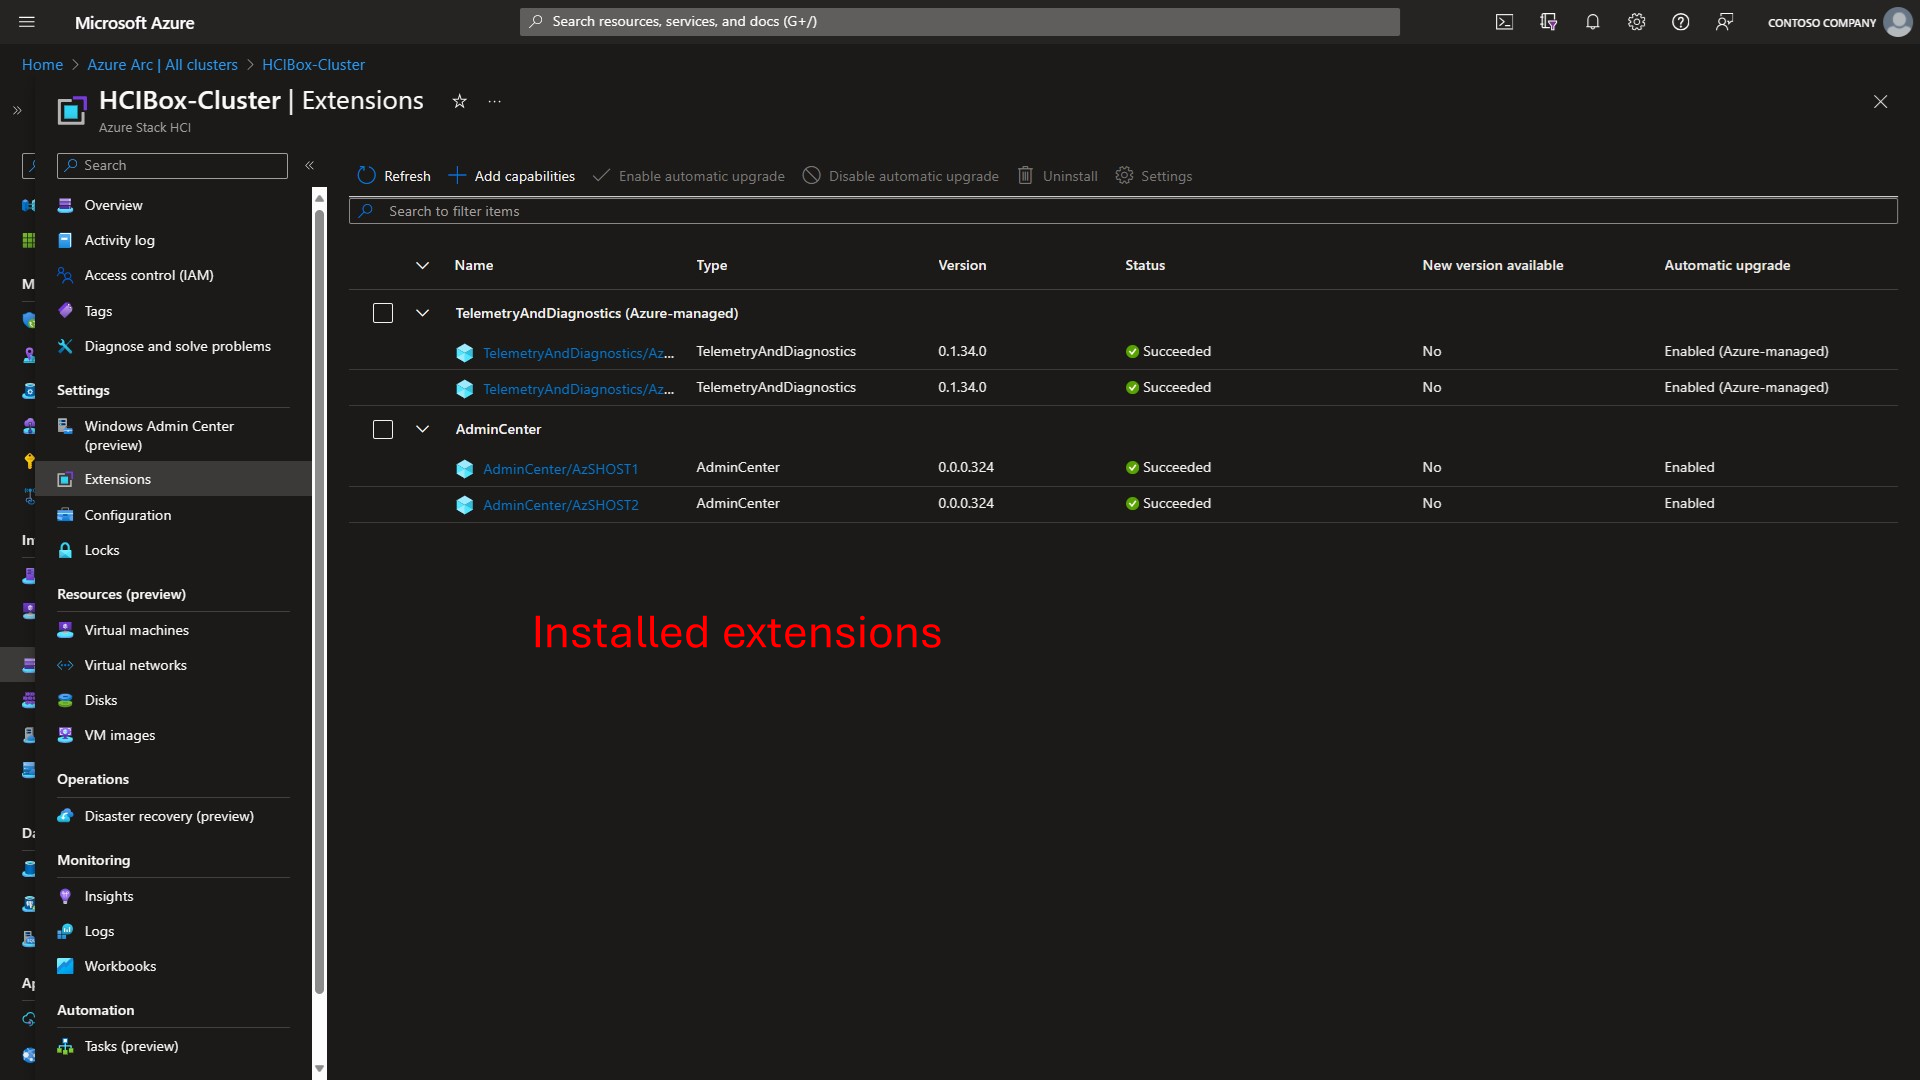 Microsoft Azure
Search resources, services, and docs (G+/)
CONTOSO COMPANY
Home > Azure Arc | All clusters > HCIBox-Cluster
HCIBox-Cluster | Extensions
Azure Stack HCI
Search
Overview
Activity log
Access control (IAM)
Tags
Diagnose and solve problems
Settings
Windows Admin Center
(preview)
Extensions
Configuration
Locks
Resources (preview)
Virtual machines
Virtual networks
Disks
VM images
Operations
Disaster recovery (preview)
Monitoring
Insights
Logs
Workbooks
Automation
Tasks (preview)
Refresh Add capabilities Enable automatic upgrade Disable automatic upgrade Uninstall Settings
Search to filter items
Name Type Version Status New version available Automatic upgrade
TelemetryAndDiagnostics (Azure-managed)
TelemetryAndDiagnostics/Az... TelemetryAndDiagnostics 0.1.34.0 Succeeded No Enabled (Azure-managed)
TelemetryAndDiagnostics/Az... TelemetryAndDiagnostics 0.1.34.0 Succeeded No Enabled (Azure-managed)
AdminCenter
AdminCenter/AzSHOST1 AdminCenter 0.0.0.324 Succeeded No Enabled
AdminCenter/AzSHOST2 AdminCenter 0.0.0.324 Succeeded No Enabled
Installed extensions